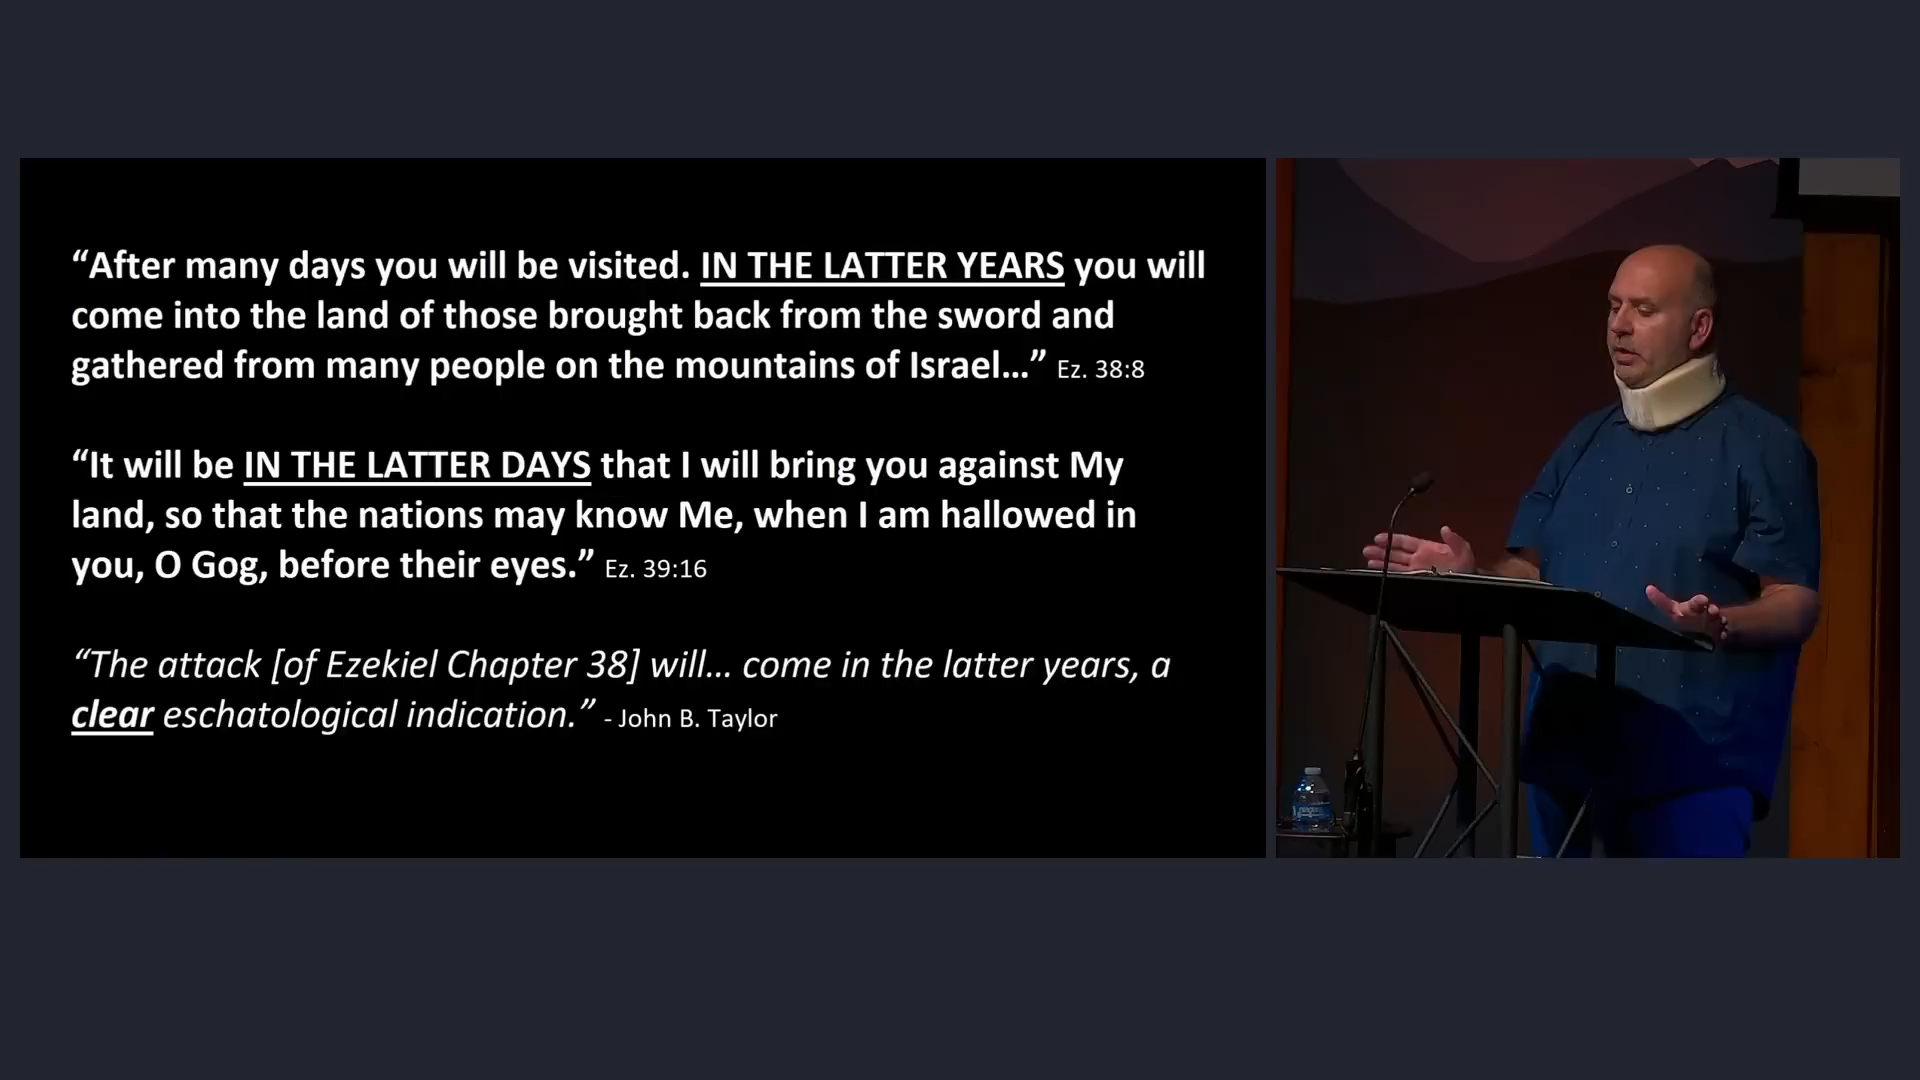 “After many days you will be visited. IN THE LATTER YEARS you will
come into the land of those brought back from the sword and
gathered from many people on the mountains of Israel…” Ez. 38:8
“It will be IN THE LATTER DAYS that I will bring you against My
land, so that the nations may know Me, when I am hallowed in
you, O Gog, before their eyes.” Ez. 39:16
“The attack [of Ezekiel Chapter 38] will… come in the latter years, a
clear eschatological indication.” - John B. Taylor